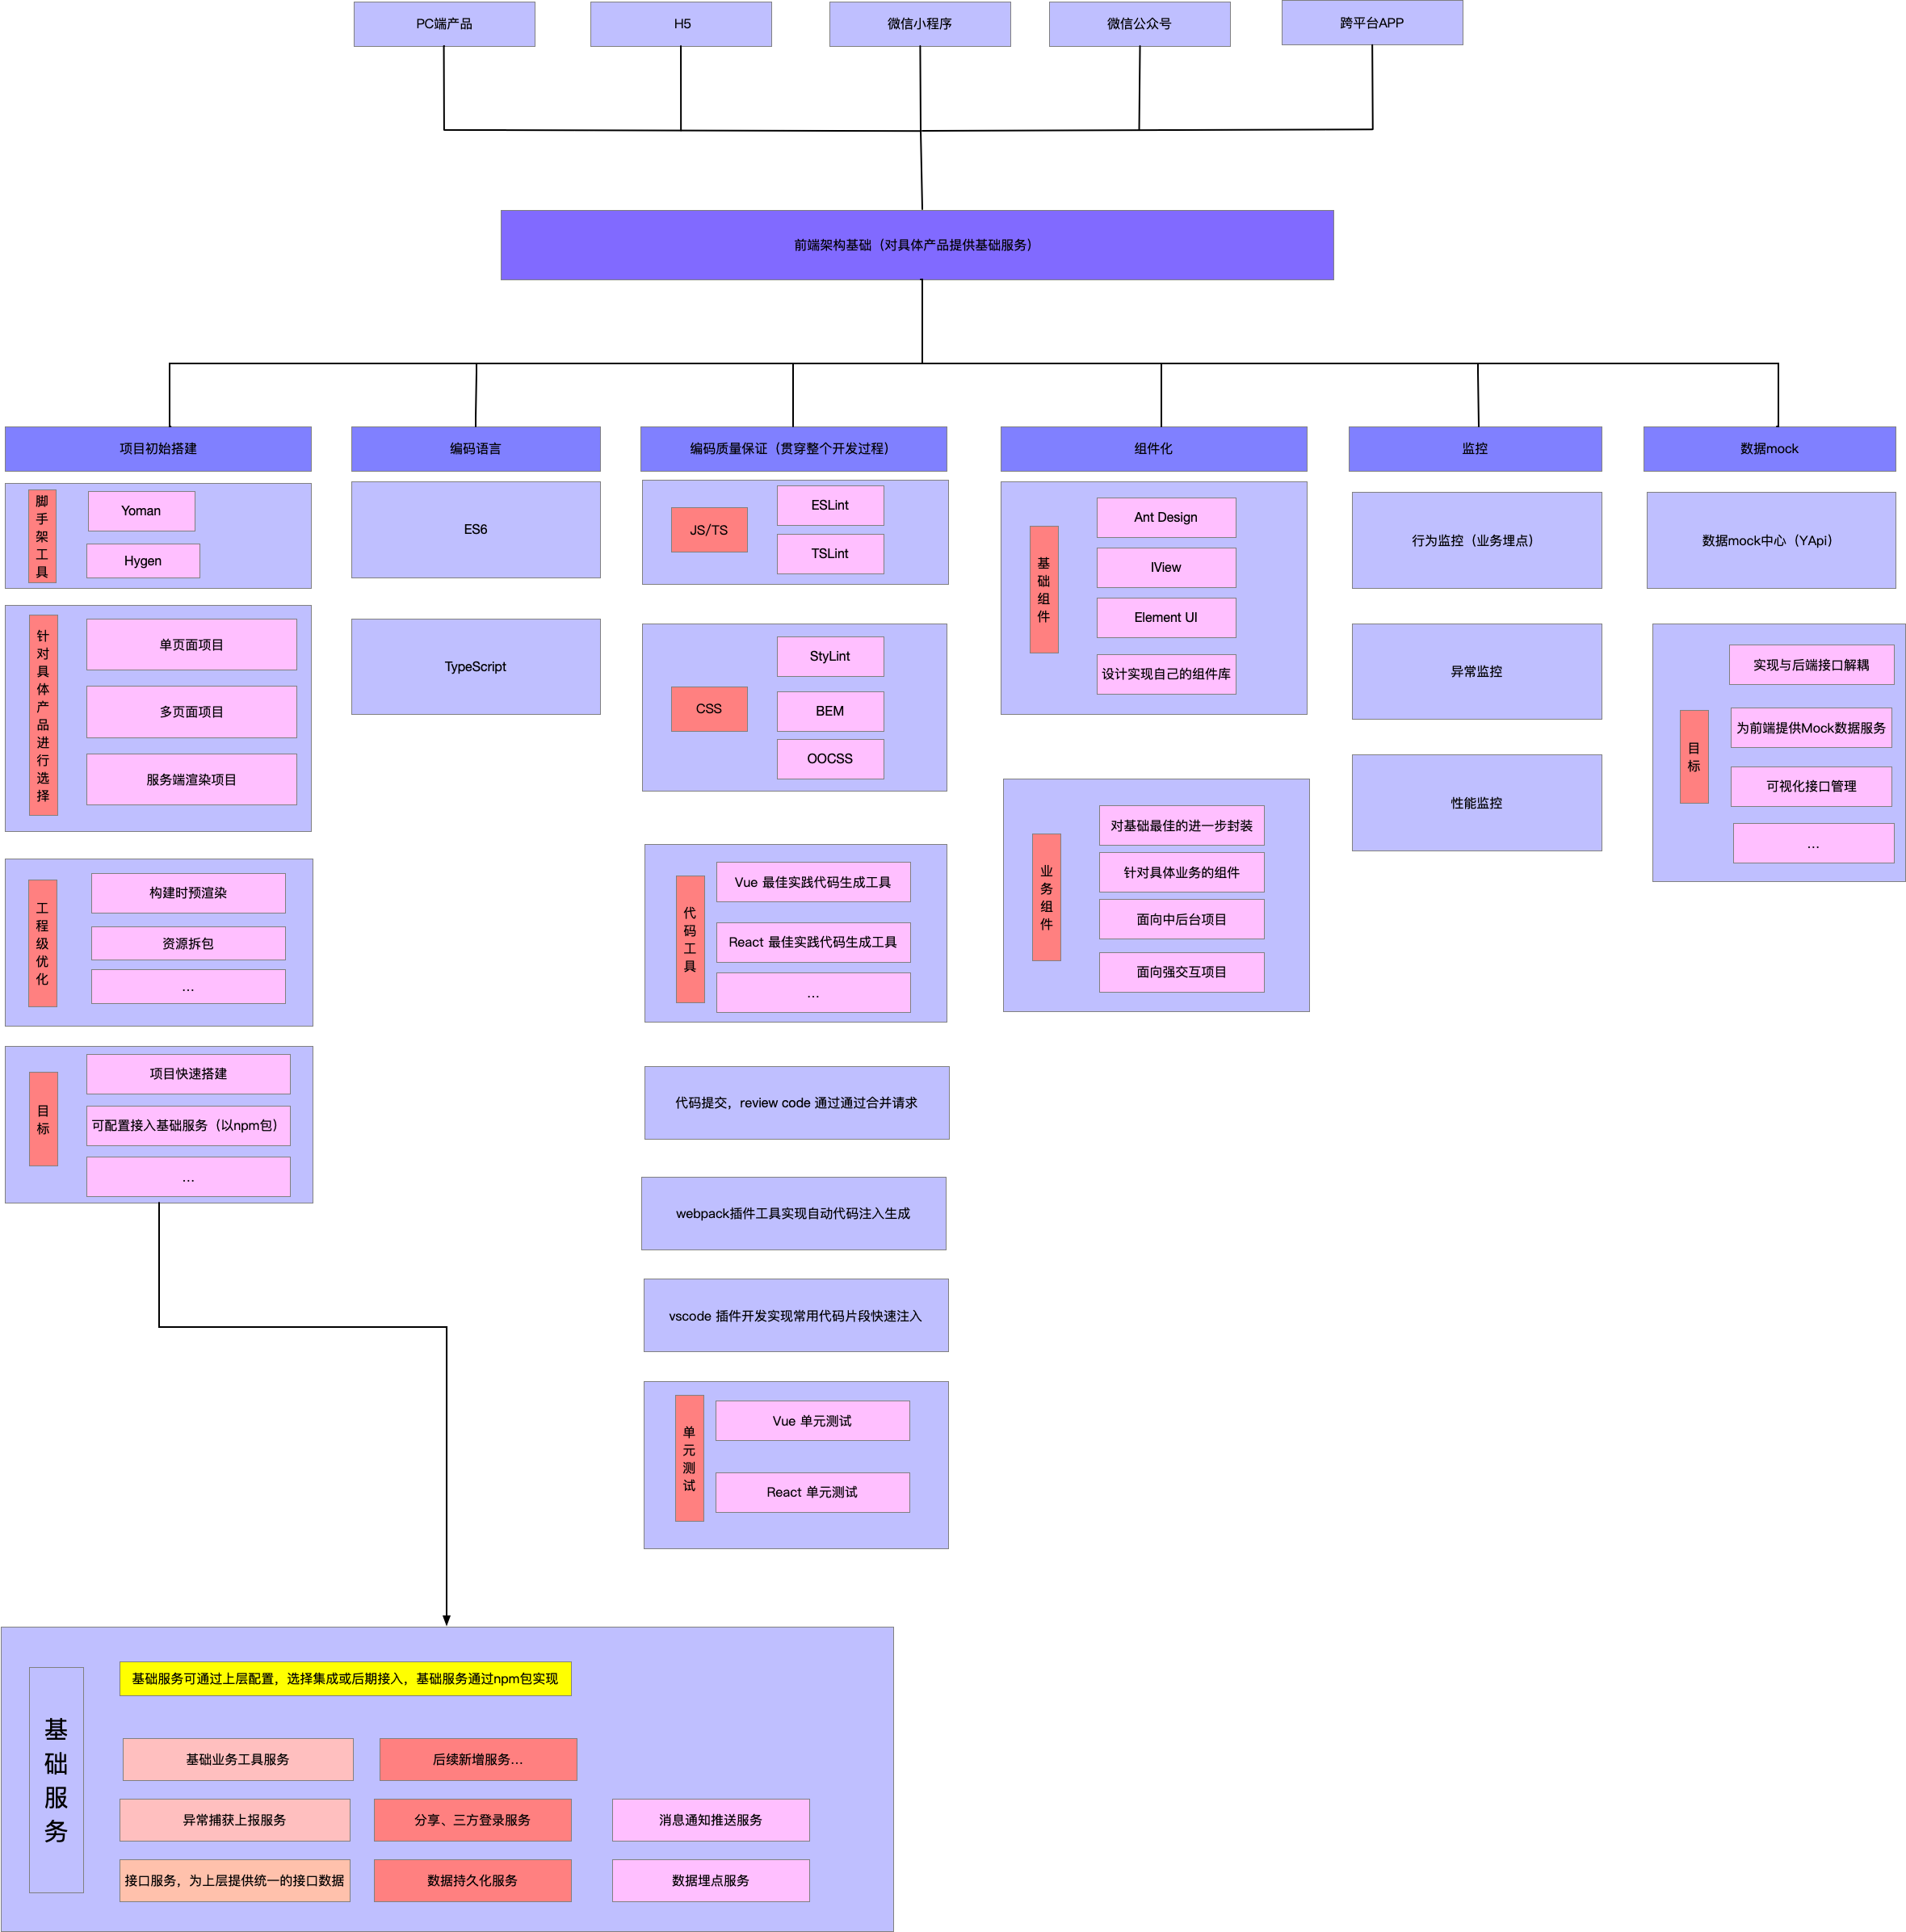 PC端产品
H5
微信小程序
微信公众号
跨平台APP
前端架构基础（对具体产品提供基础服务）
项目初始搭建
脚手架工具
Yoman
Hygen
针对具体产品进行选择
单页面项目
多页面项目
服务端渲染项目
工程级优化
构建时预渲染
资源拆包
...
目标
项目快速搭建
可配置接入基础服务（以npm包）
...
编码语言
ES6
TypeScript
编码质量保证（贯穿整个开发过程）
JS/TS
ESLint
TSLint
CSS
StyLint
BEM
OOCSS
代码工具
Vue 最佳实践代码生成工具
React 最佳实践代码生成工具
...
代码提交，review code 通过通过合并请求
webpack插件工具实现自动代码注入生成
vscode 插件开发实现常用代码片段快速注入
单元测试
Vue 单元测试
React 单元测试
组件化
基础组件
Ant Design
IView
Element UI
设计实现自己的组件库
业务组件
对基础最佳的进一步封装
针对具体业务的组件
面向中后台项目
面向强交互项目
监控
行为监控（业务埋点）
异常监控
性能监控
数据mock
数据mock中心（YApi）
目标
实现与后端接口解耦
为前端提供Mock数据服务
可视化接口管理
...
基础服务
基础服务可通过上层配置，选择集成或后期接入，基础服务通过npm包实现
基础业务工具服务
后续新增服务...
异常捕获上报服务
分享、三方登录服务
消息通知推送服务
接口服务，为上层提供统一的接口数据
数据持久化服务
数据埋点服务